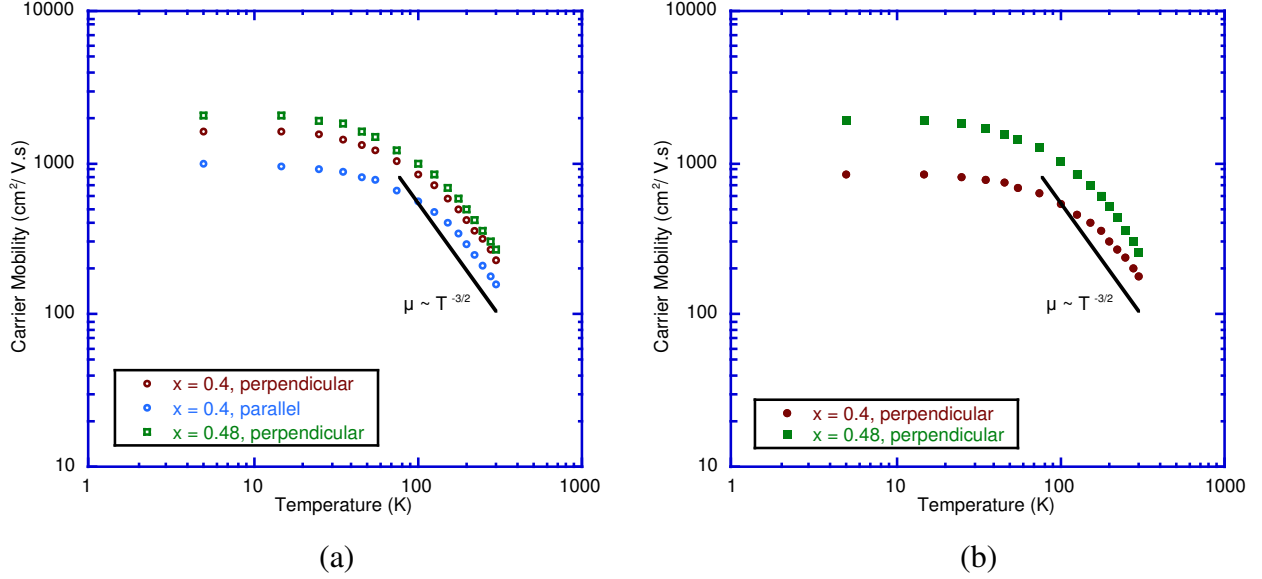 10000
1000
100
10
1
10
100
1000
Carrier Mobility (cm²/ V.s)
Temperature (K)
μ ~ T -3/2
x = 0.4, perpendicular
x = 0.4, parallel
x = 0.48, perpendicular
(a)
10000
1000
100
10
1
10
100
1000
Carrier Mobility (cm²/ V.s)
Temperature (K)
μ ~ T -3/2
x = 0.4, perpendicular
x = 0.48, perpendicular
(b)